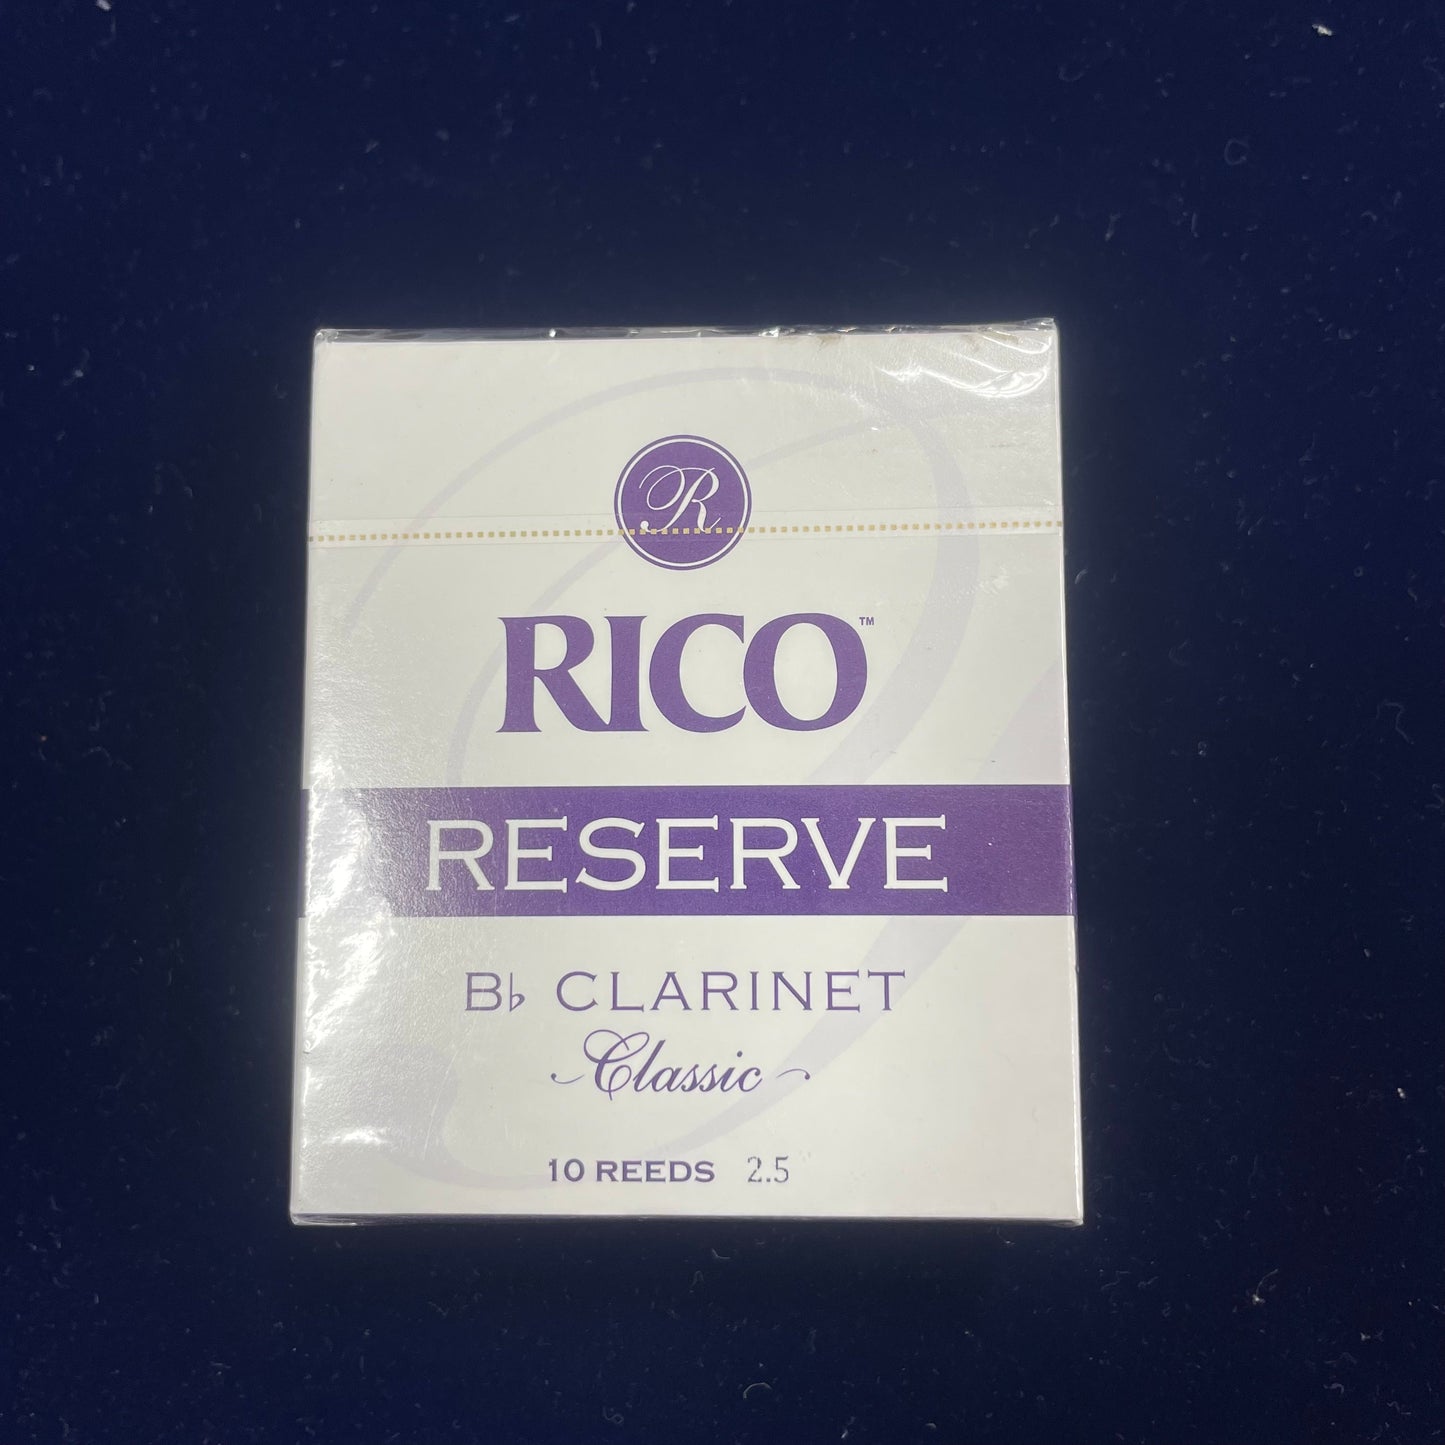 R
RICO™
RESERVE
B♭ CLARINET
Classic
10 REEDS 2.5